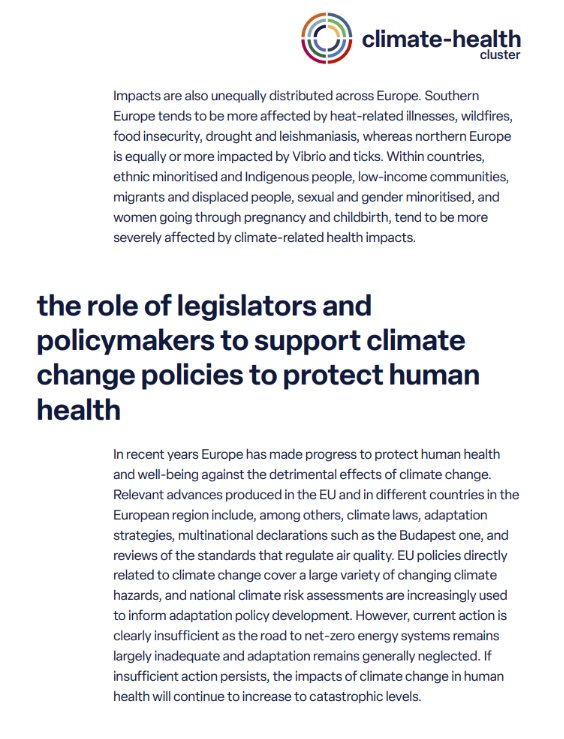 climate-health
cluster
Impacts are also unequally distributed across Europe. Southern
Europe tends to be more affected by heat-related illnesses, wildfires,
food insecurity, drought and leishmaniasis, whereas northern Europe
is equally or more impacted by Vibrio and ticks. Within countries,
ethnic minoritised and Indigenous people, low-income communities,
migrants and displaced people, sexual and gender minoritised, and
women going through pregnancy and childbirth, tend to be more
severely affected by climate-related health impacts.
the role of legislators and
policymakers to support climate
change policies to protect human
health
In recent years Europe has made progress to protect human health
and well-being against the detrimental effects of climate change.
Relevant advances produced in the EU and in different countries in the
European region include, among others, climate laws, adaptation
strategies, multinational declarations such as the Budapest one, and
reviews of the standards that regulate air quality. EU policies directly
related to climate change cover a large variety of changing climate
hazards, and national climate risk assessments are increasingly used
to inform adaptation policy development. However, current action is
clearly insufficient as the road to net-zero energy systems remains
largely inadequate and adaptation remains generally neglected. If
insufficient action persists, the impacts of climate change in human
health will continue to increase to catastrophic levels.